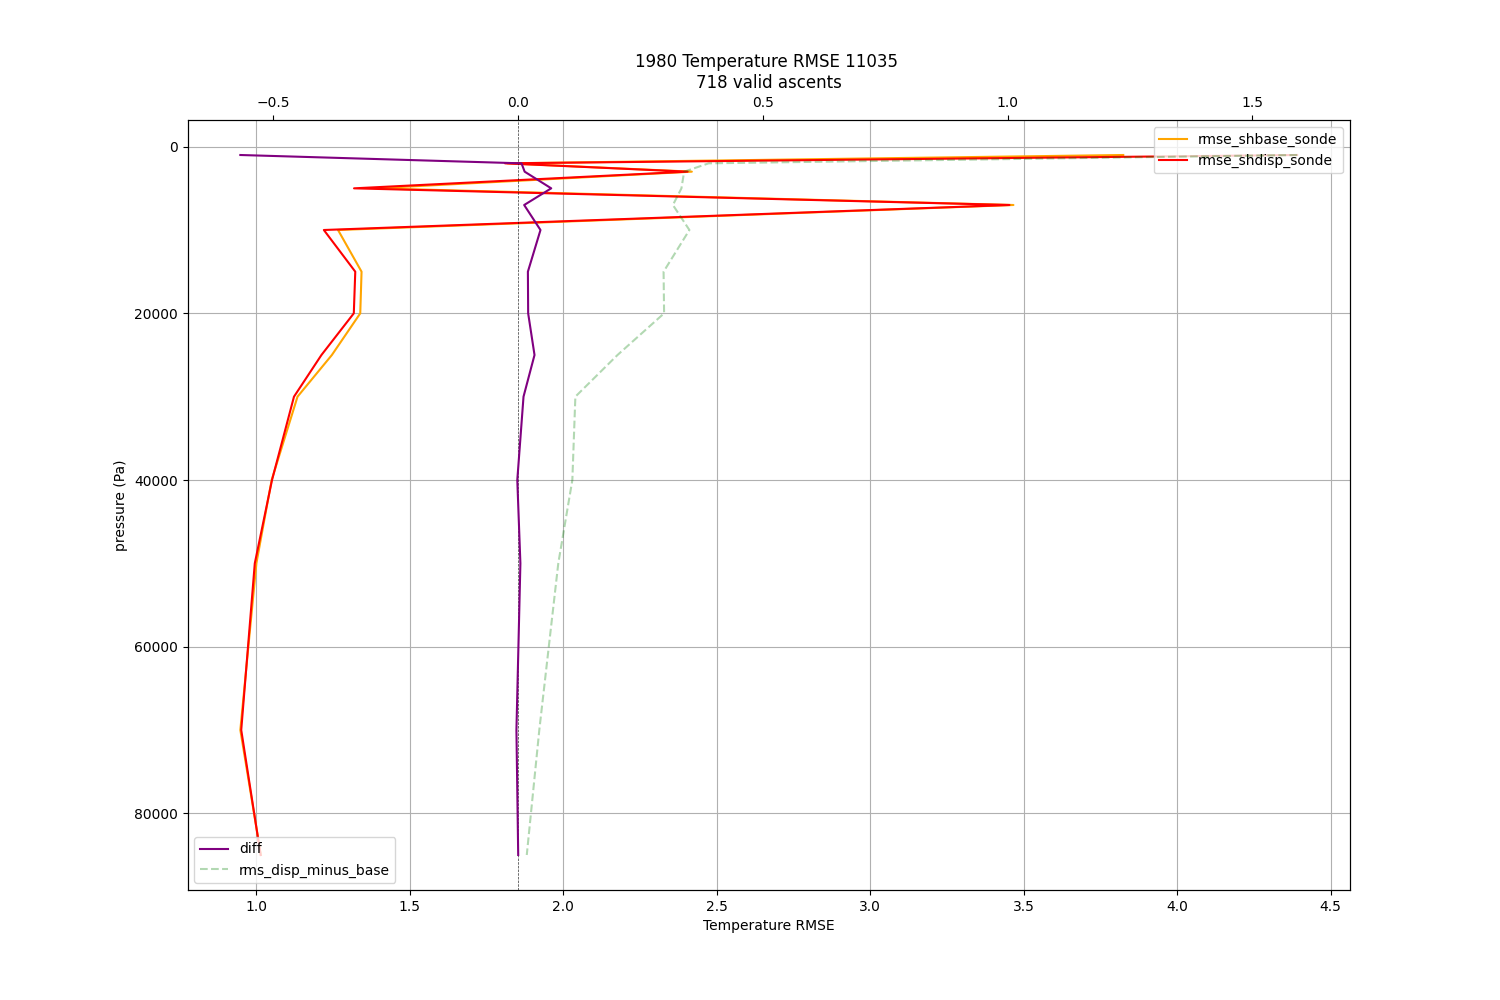 1980 Temperature RMSE 11035
718 valid ascents
−0.5 0.0 0.5 1.0 1.5
rmse_shbase_sonde
rmse_shdisp_sonde
0
20000
40000
60000
80000
pressure (Pa)
diff
rms_disp_minus_base
1.0 1.5 2.0 2.5 3.0 3.5 4.0 4.5
Temperature RMSE